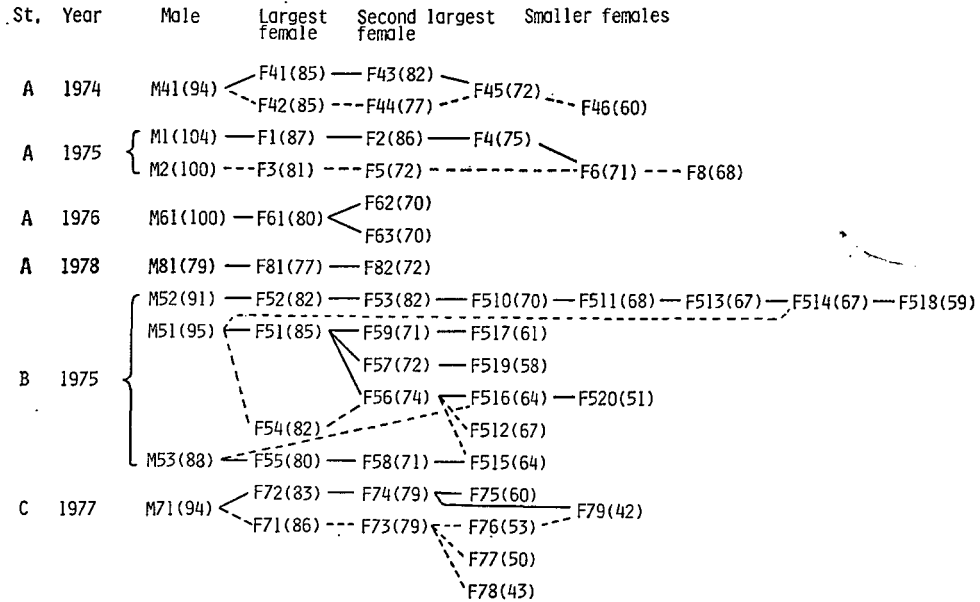 St. Year Male Largest female Second largest female Smaller females
F41(85) F43(82)
A 1974 M41(94) F45(72)
F42(85) F44(77) F46(60)
M1(104) F1(87) F2(86) F4(75)
A 1975
M2(100) F3(81) F5(72) F6(71) F8(68)
F62(70)
A 1976 M61(100) F61(80)
F63(70)
A 1978 M81(79) F81(77) F82(72)
M52(91) F52(82) F53(82) F510(70) F511(68) F513(67) F514(67) F518(59)
M51(95) F51(85) F59(71) F517(61)
F57(72) F519(58)
B 1975
F56(74) F516(64) F520(51)
F54(82) F512(67)
M53(88) F55(80) F58(71) F515(64)
F72(83) F74(79) F75(60)
C 1977 M71(94) F79(42)
F71(86) F73(79) F76(53)
F77(50)
F78(43)